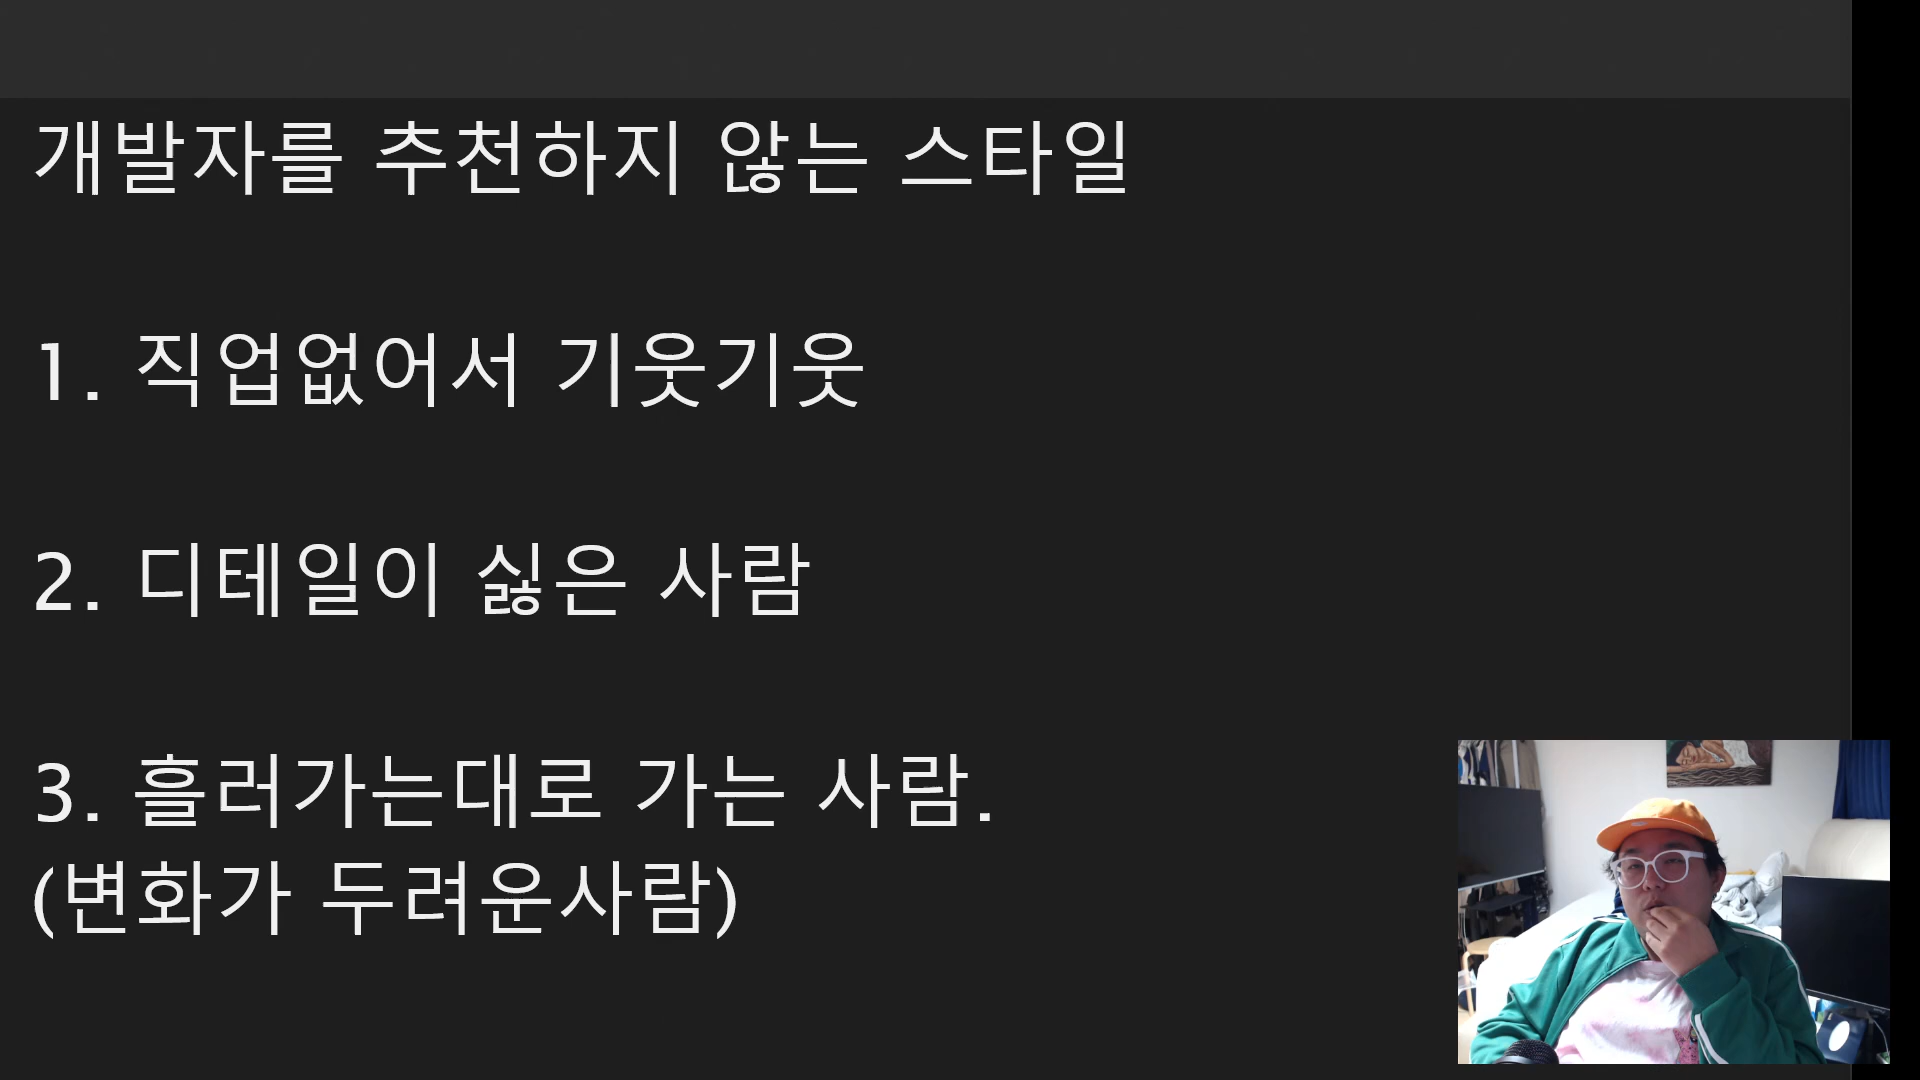 개발자를 추천하지 않는 스타일
1. 직업없어서 기웃기웃
2. 디테일이 싫은 사람
3. 흘러가는대로 가는 사람.
(변화가 두려운사람)